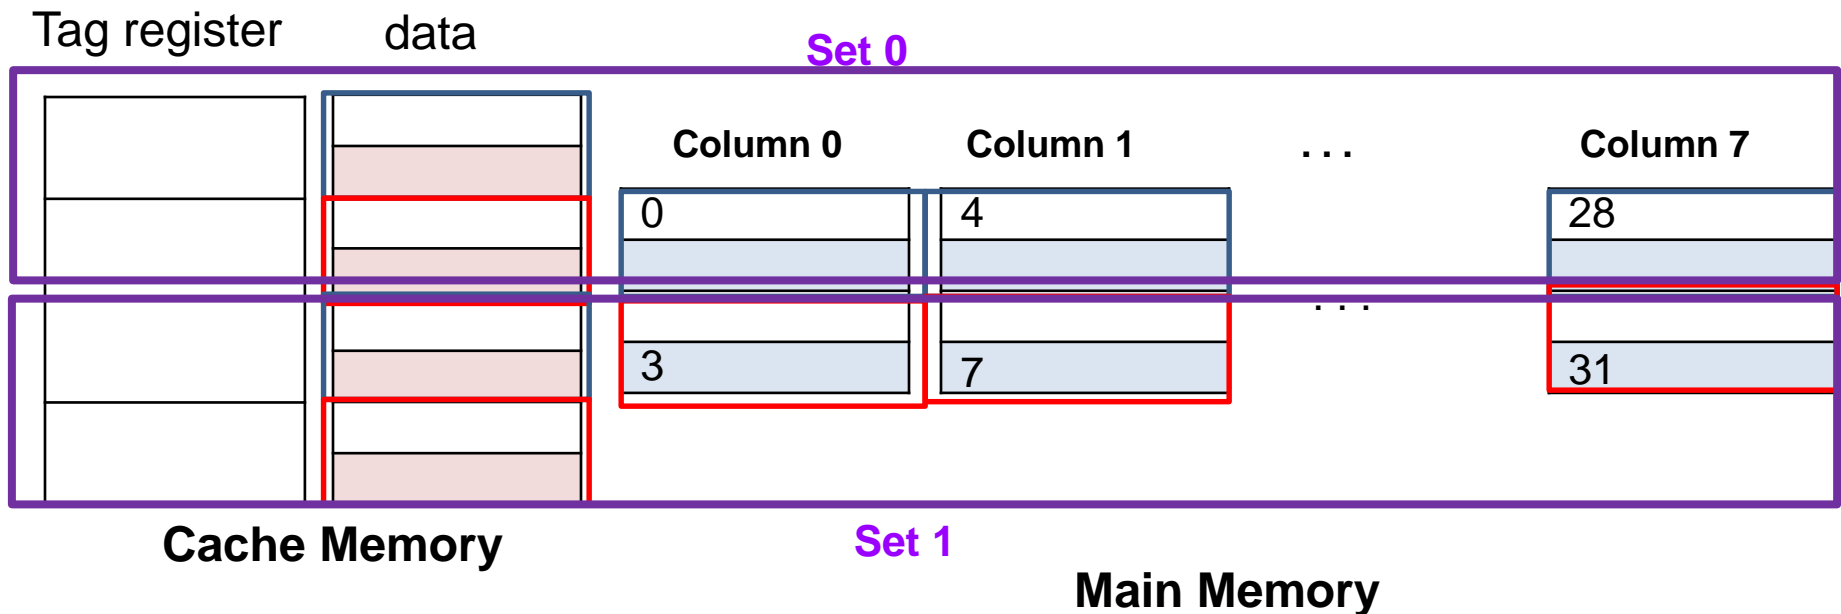 Tag register data
Set 0
Column 0 Column 1 . . . Column 7
0 4 28
. . .
3 7 31
Cache Memory
Set 1
Main Memory